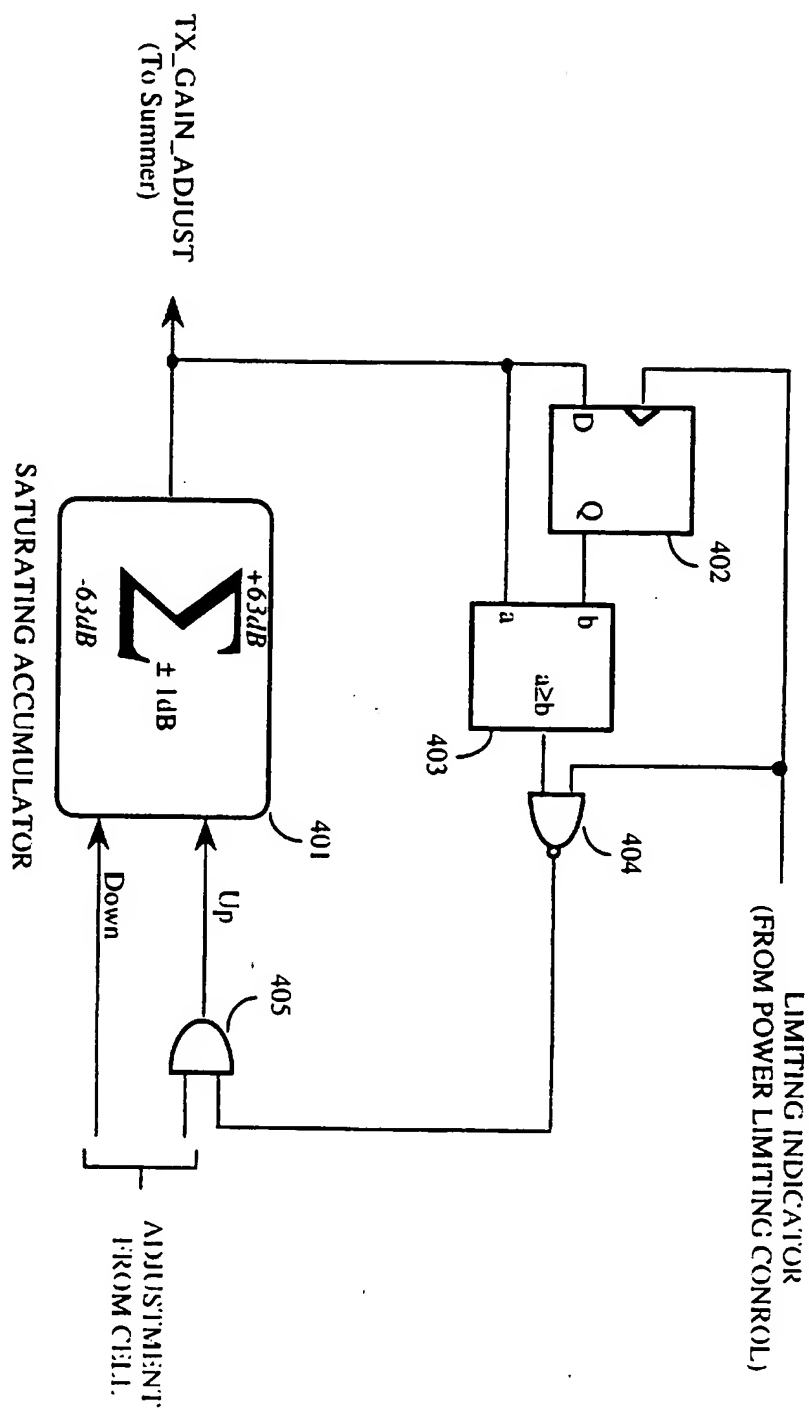 LIMITING INDICATOR
(FROM POWER LIMITING CONROL)
402
D
Q
b
a
a≥b
403
404
TX_GAIN_ADJUST
(To Summer)
+63dB
Σ
± 1dB
-63dB
401
Up
Down
405
ADJUSTMENT
FROM CELL
SATURATING ACCUMULATOR